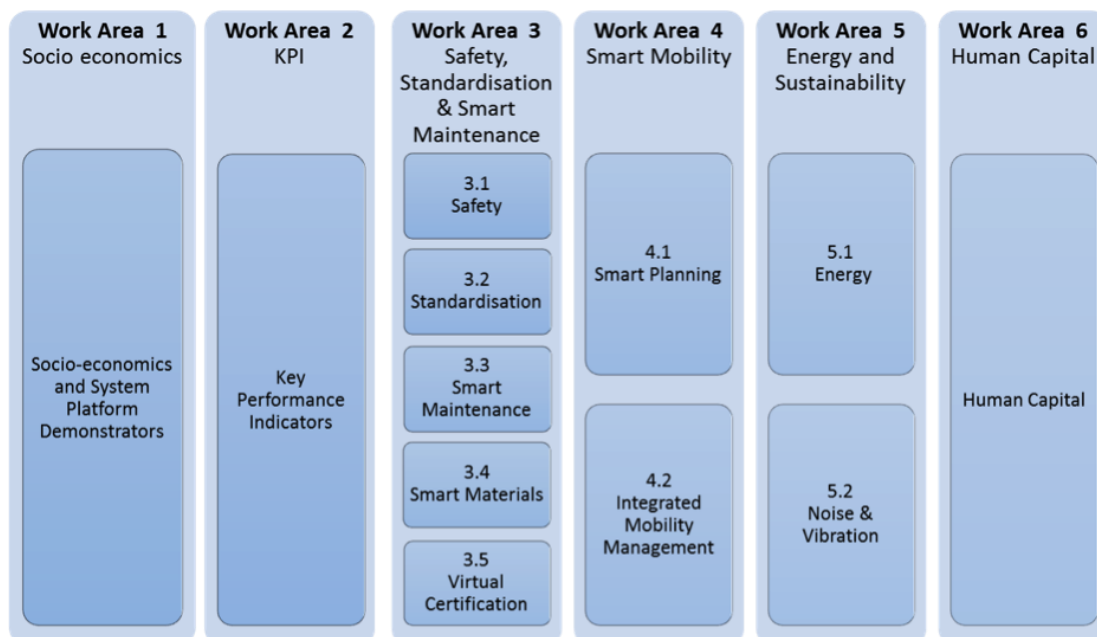 Work Area 1
Socio economics
Socio-economics
and System
Platform
Demonstrators
Work Area 2
KPI
Key
Performance
Indicators
Work Area 3
Safety,
Standardisation
& Smart
Maintenance
3.1
Safety
3.2
Standardisation
3.3
Smart
Maintenance
3.4
Smart Materials
3.5
Virtual
Certification
Work Area 4
Smart Mobility
4.1
Smart Planning
4.2
Integrated
Mobility
Management
Work Area 5
Energy and
Sustainability
5.1
Energy
5.2
Noise &
Vibration
Work Area 6
Human Capital
Human Capital